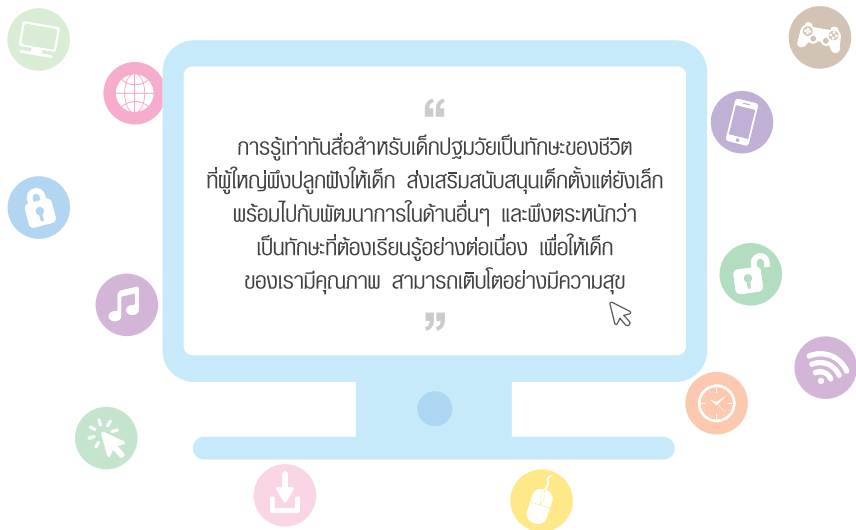 “
การรู้เท่าทันสื่อสำหรับเด็กปฐมวัยเป็นทักษะของชีวิต
ที่ผู้ใหญ่พึงปลูกฝังให้เด็ก ส่งเสริมสนับสนุนเด็กตั้งแต่ยังเล็ก
พร้อมไปกับพัฒนาการในด้านอื่นๆ และพึงตระหนักว่า
เป็นทักษะที่ต้องเรียนรู้อย่างต่อเนื่อง เพื่อให้เด็ก
ของเรามีคุณภาพ สามารถเติบโตอย่างมีความสุข
”